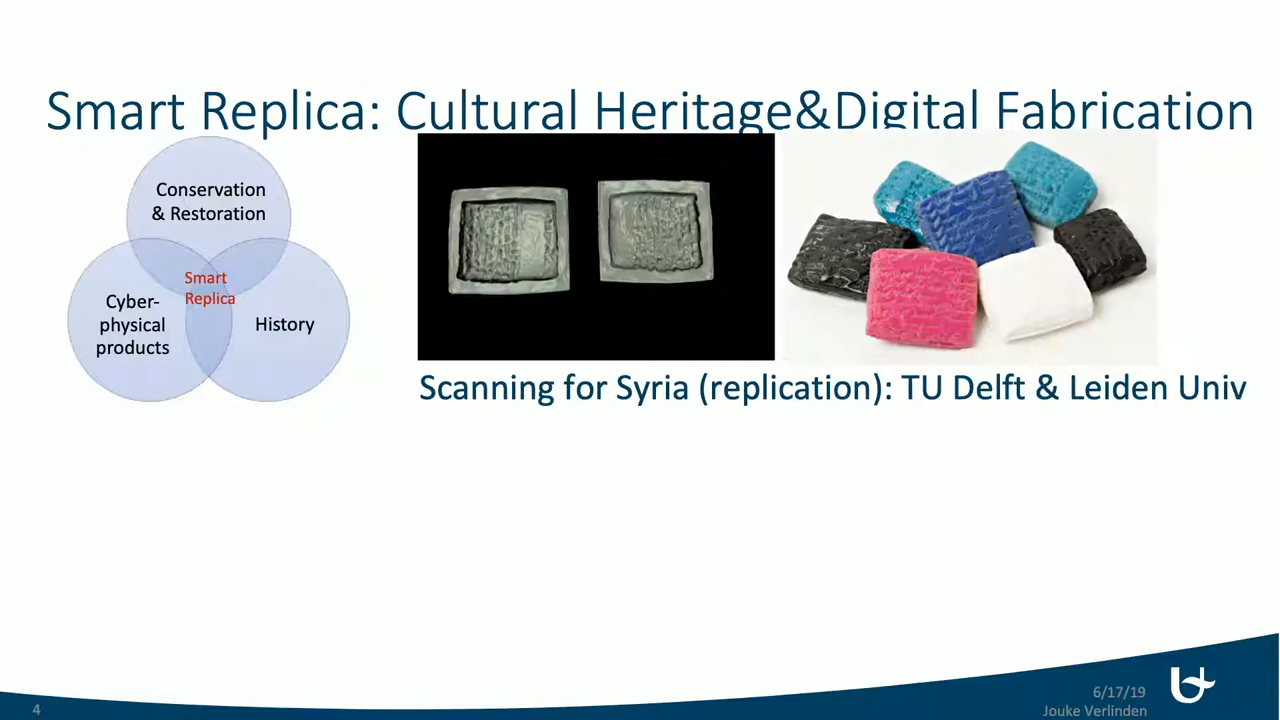 Smart Replica: Cultural Heritage&Digital Fabrication
Conservation
& Restoration
Smart
Replica
Cyber-
physical
products
History
Scanning for Syria (replication): TU Delft & Leiden Univ
4
6/17/19
Jouke Verlinden